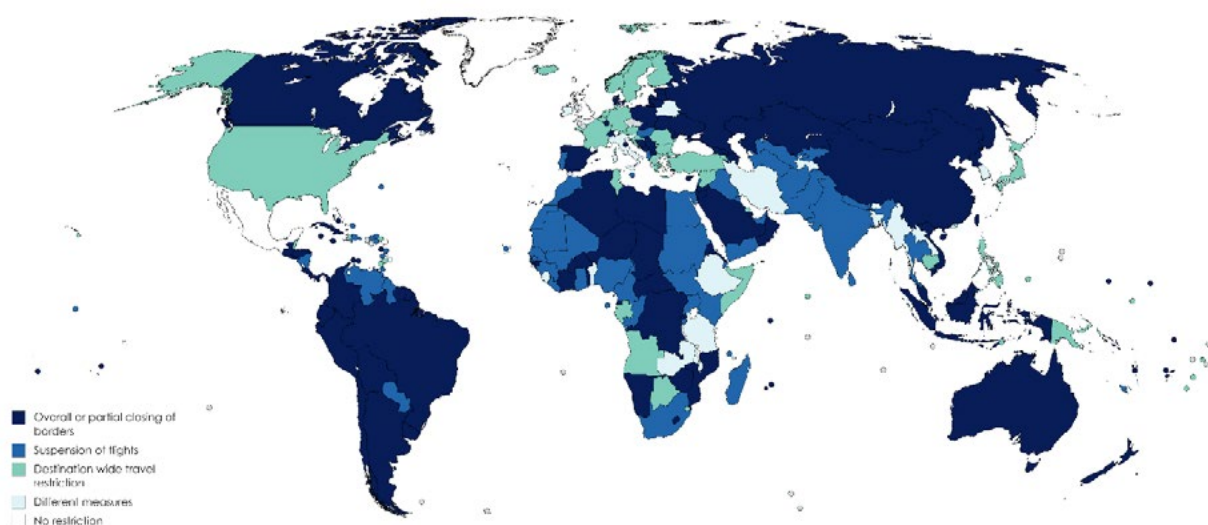 Overall or partial closing of
borders
Suspension of flights
Destination wide travel
restriction
Different measures
No restriction